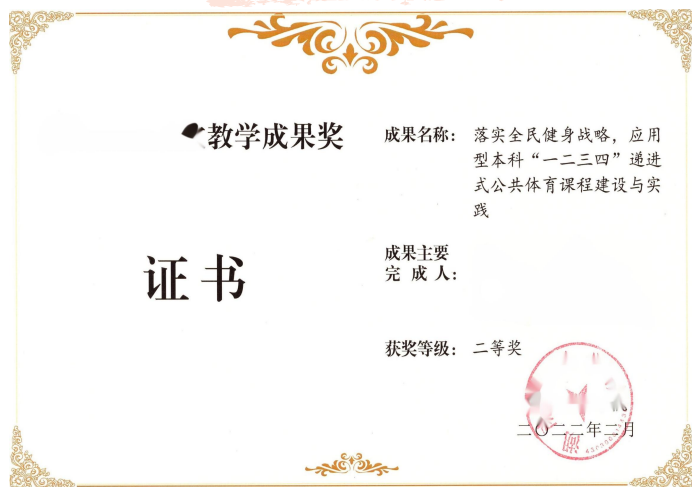 教学成果奖
证书
成果名称：落实全民健身战略，应用
型本科“一二三四”递进
式公共体育课程建设与实
践
成果主要
完成人：
获奖等级：二等奖
二〇二二年二月